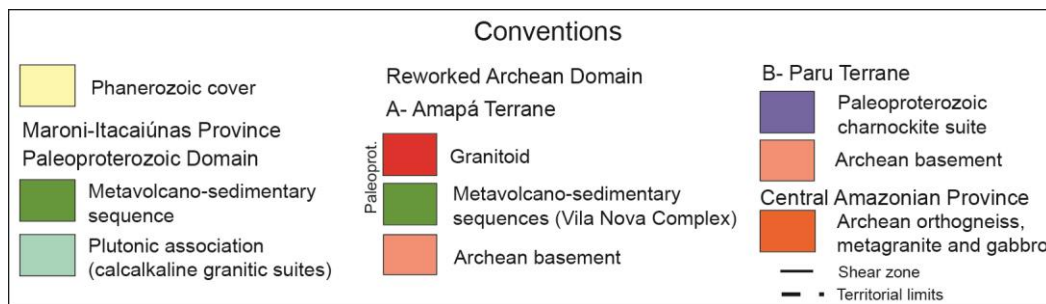 Conventions
Phanerozoic cover
Maroni-Itacaiúnas Province
Paleoproterozoic Domain
Metavolcano-sedimentary
sequence
Plutonic association
(calcalkaline granitic suites)
Reworked Archean Domain
A- Amapá Terrane
Paleoprot.
Granitoid
Metavolcano-sedimentary
sequences (Vila Nova Complex)
Archean basement
B- Paru Terrane
Paleoproterozoic
charnockite suite
Archean basement
Central Amazonian Province
Archean orthogneiss,
metagranite and gabbro
Shear zone
Territorial limits